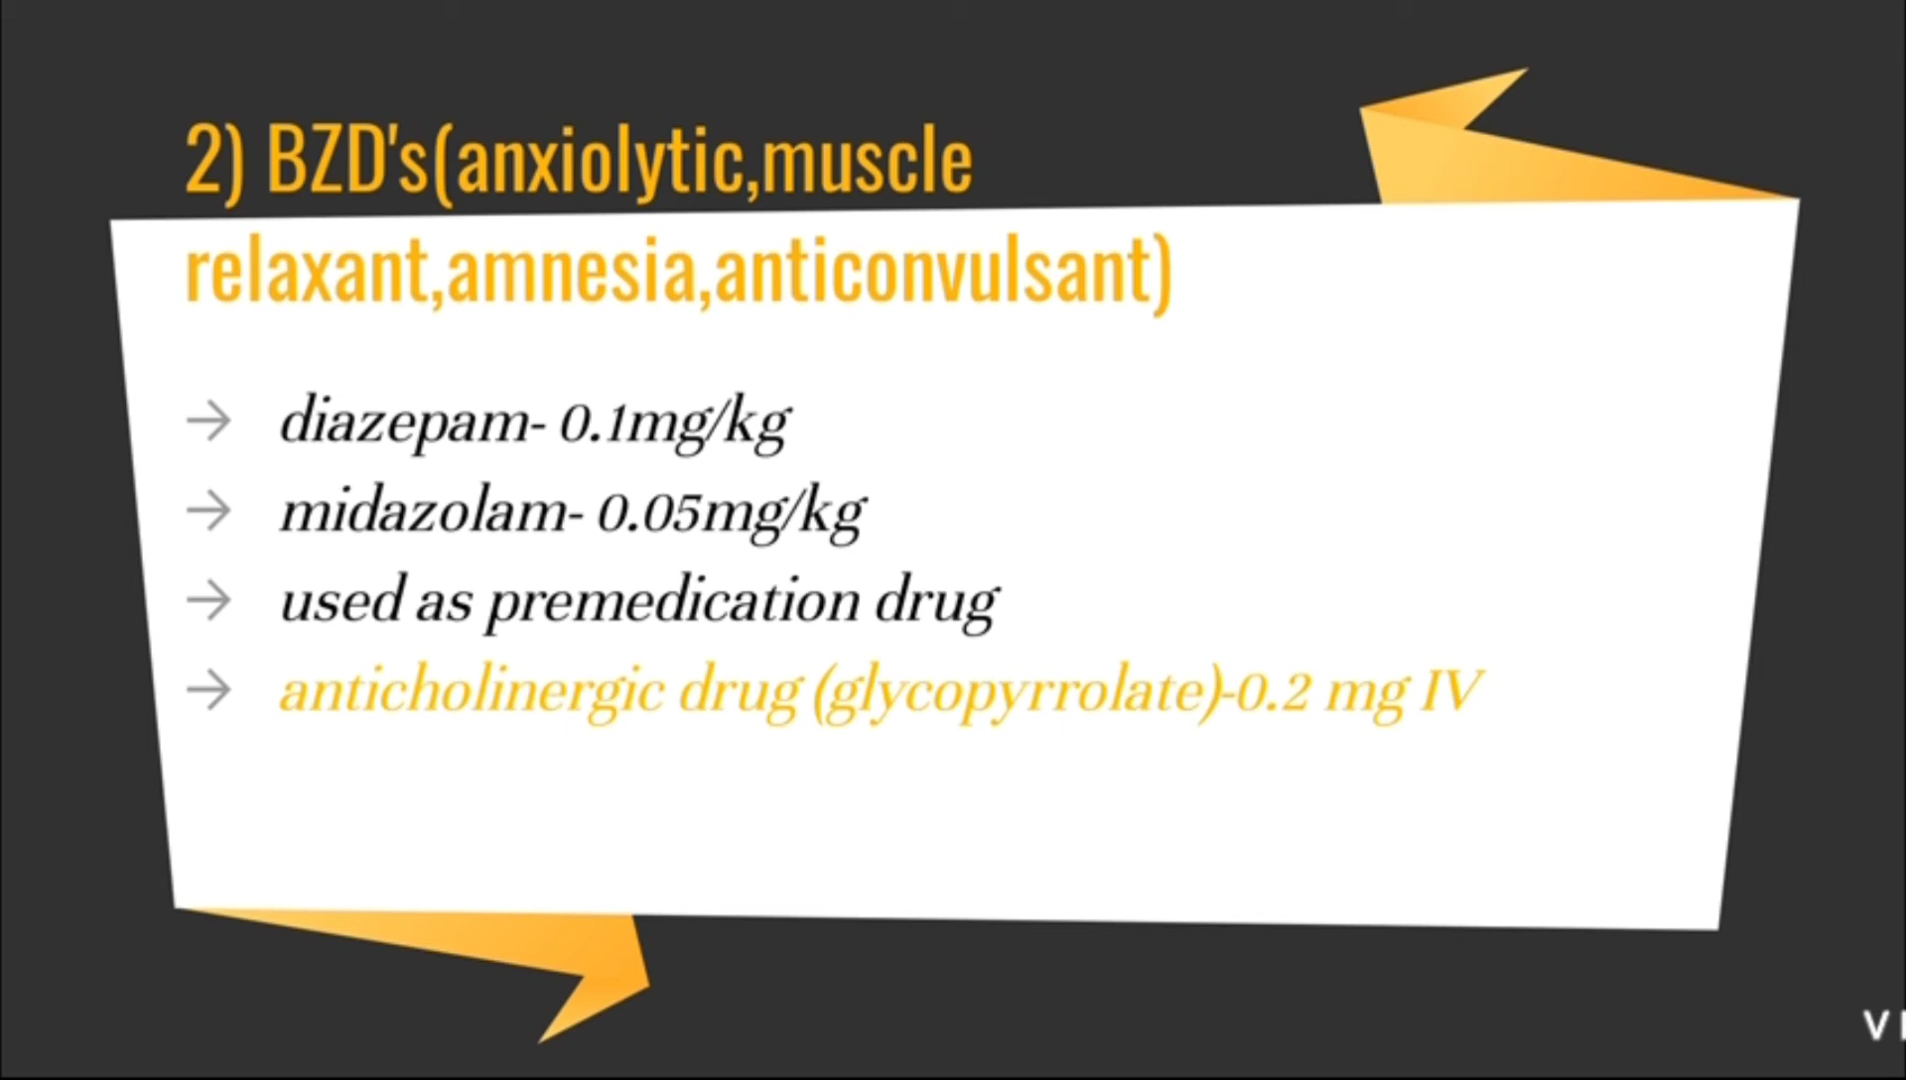 2) BZD's(anxiolytic,muscle
relaxant,amnesia,anticonvulsant)
→ diazepam- 0.1mg/kg
→ midazolam- 0.05mg/kg
→ used as premedication drug
→ anticholinergic drug (glycopyrrolate)-0.2 mg IV